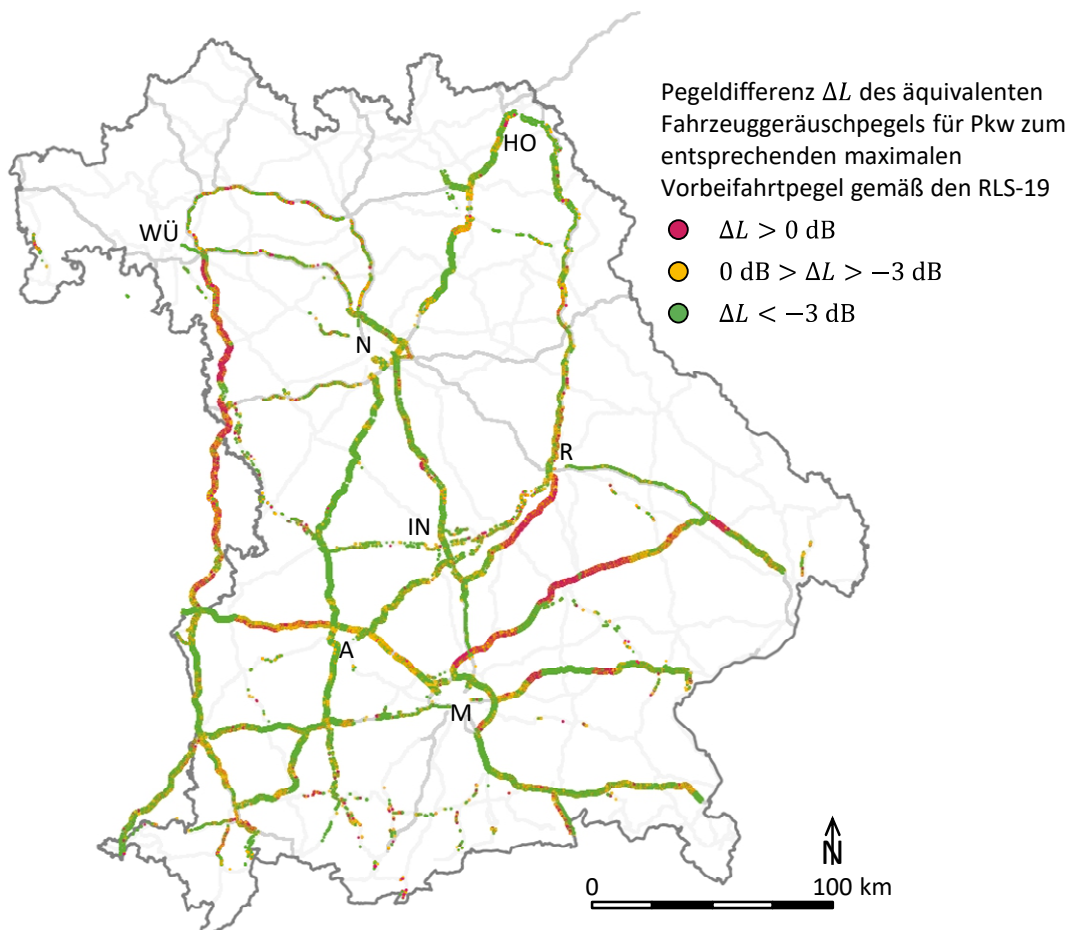 Pegeldifferenz Δ𝐿 des äquivalenten
Fahrzeuggeräuschpegels für Pkw zum
entsprechenden maximalen
Vorbeifahrtpegel gemäß den RLS-19
Δ𝐿 > 0 dB
0 dB > Δ𝐿 > −3 dB
Δ𝐿 < −3 dB
HO
WÜ
N
R
IN
A
M
N
0
100 km